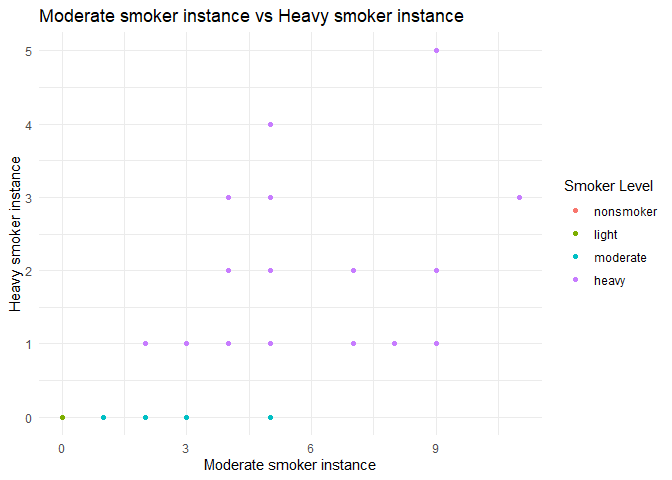 Moderate smoker instance vs Heavy smoker instance
5
4
3
2
1
0
Heavy smoker instance
0 3 6 9
Moderate smoker instance
Smoker Level
nonsmoker
light
moderate
heavy